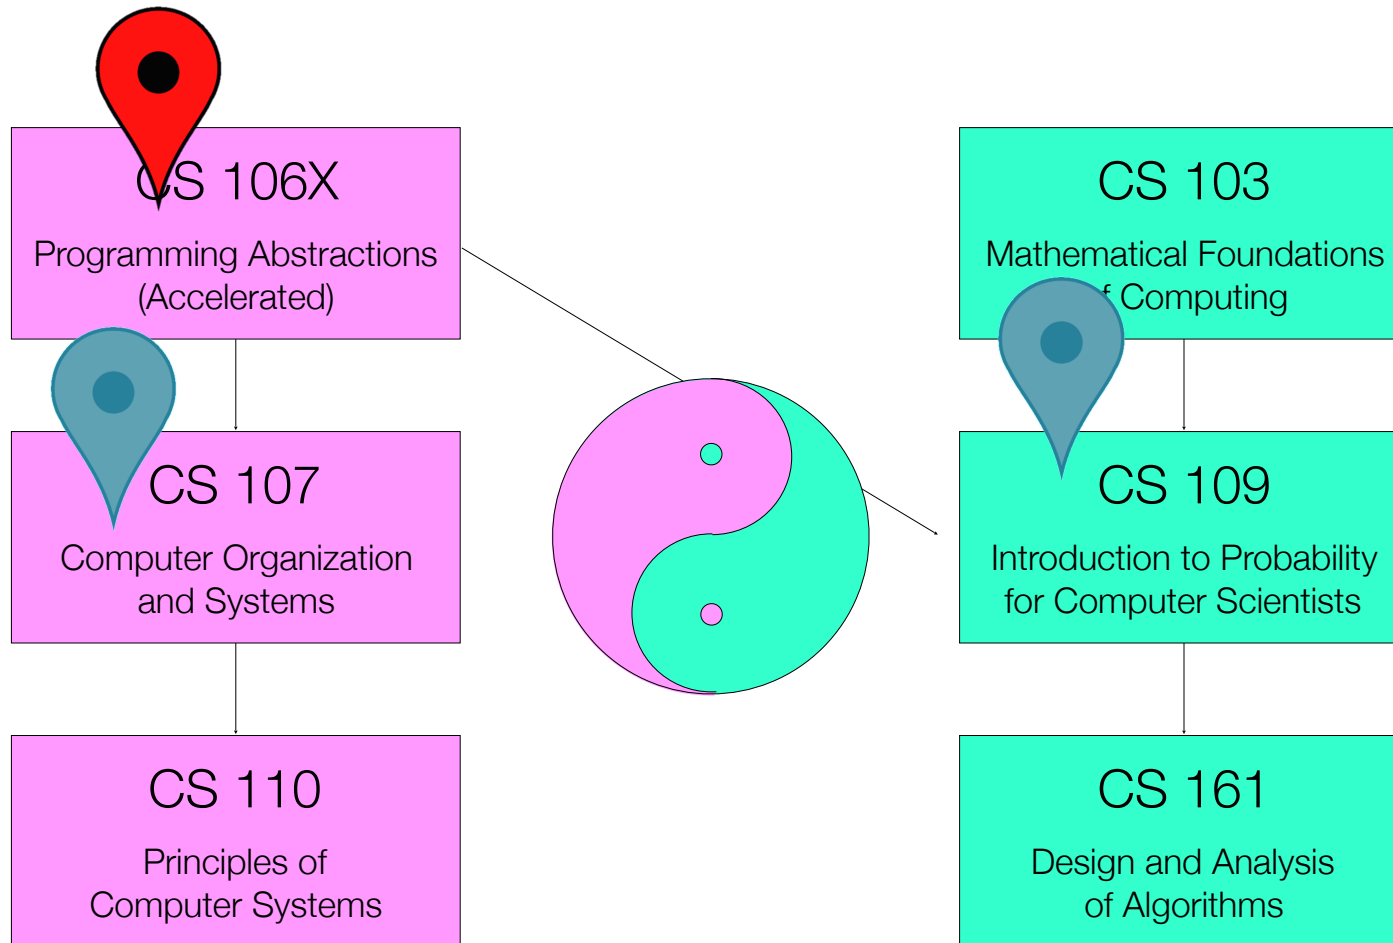 CS 106X
Programming Abstractions
(Accelerated)
CS 103
Mathematical Foundations
of Computing
CS 107
Computer Organization
and Systems
CS 109
Introduction to Probability
for Computer Scientists
CS 110
Principles of
Computer Systems
CS 161
Design and Analysis
of Algorithms